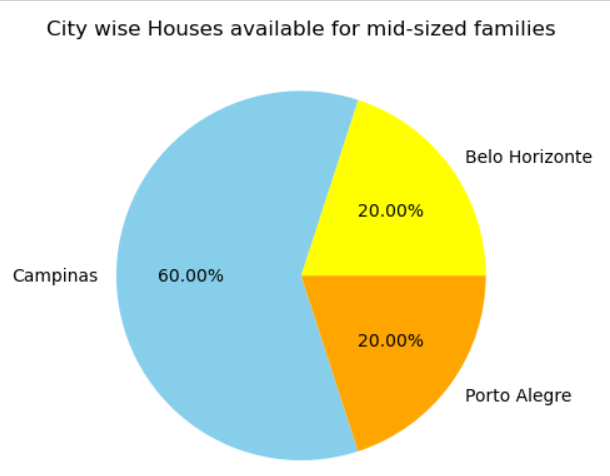 City wise Houses available for mid-sized families
Belo Horizonte
20.00%
Campinas
60.00%
20.00%
Porto Alegre